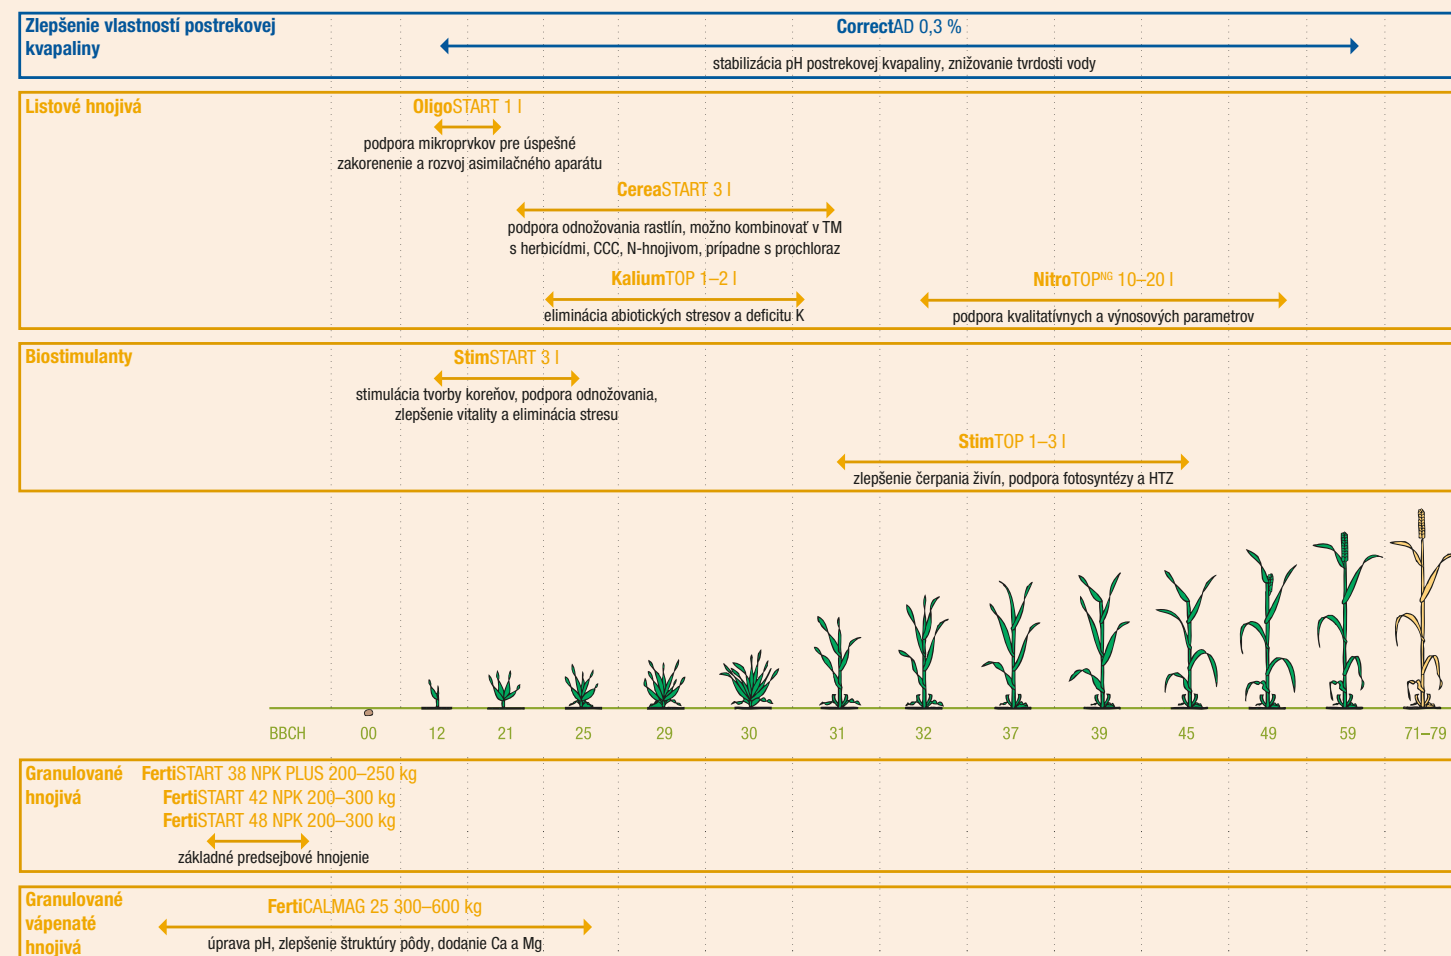 Zlepšenie vlastností postrekovej
kvapaliny
CorrectAD 0,3 %
stabilizácia pH postrekovej kvapaliny, znižovanie tvrdosti vody
Listové hnojivá
OligoSTART 1 l
podpora mikroprvkov pre úspešné
zakorenenie a rozvoj asimilačného aparátu
CereaSTART 3 l
podpora odnožovania rastlín, možno kombinovať v TM
s herbicídmi, CCC, N-hnojivom, prípadne s prochloraz
KaliumTOP 1–2 l
eliminácia abiotických stresov a deficitu K
NitroTOPNG 10–20 l
podpora kvalitatívnych a výnosových parametrov
Biostimulanty
StimSTART 3 l
stimulácia tvorby koreňov, podpora odnožovania,
zlepšenie vitality a eliminácia stresu
StimTOP 1–3 l
zlepšenie čerpania živín, podpora fotosyntézy a HTZ
BBCH 00 12 21 25 29 30 31 32 37 39 45 49 59 71–79
Granulované
hnojivá
FertiSTART 38 NPK PLUS 200–250 kg
FertiSTART 42 NPK 200–300 kg
FertiSTART 48 NPK 200–300 kg
základné predsejbové hnojenie
Granulované
vápenaté
hnojivá
FertiCALMAG 25 300–600 kg
úprava pH, zlepšenie štruktúry pôdy, dodanie Ca a Mg